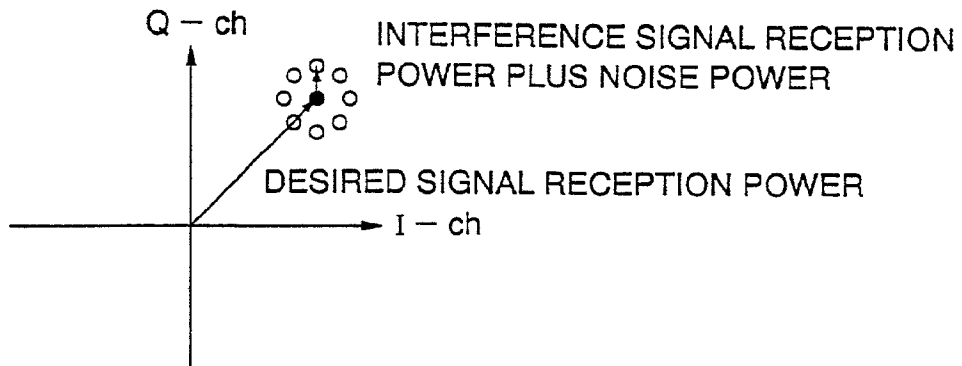 Q – ch
INTERFERENCE SIGNAL RECEPTION
POWER PLUS NOISE POWER
DESIRED SIGNAL RECEPTION POWER
I – ch